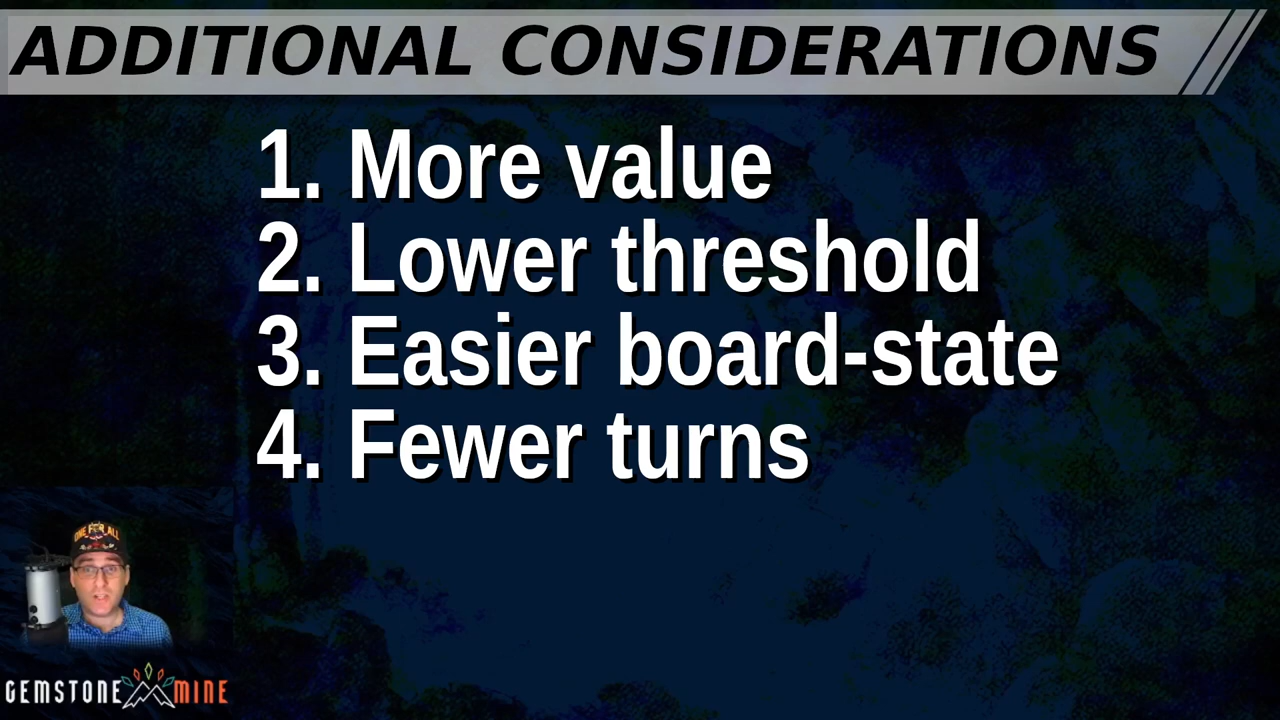 ADDITIONAL CONSIDERATIONS
1. More value
2. Lower threshold
3. Easier board-state
4. Fewer turns
ONE FOR ALL
GEMSTONE MINE